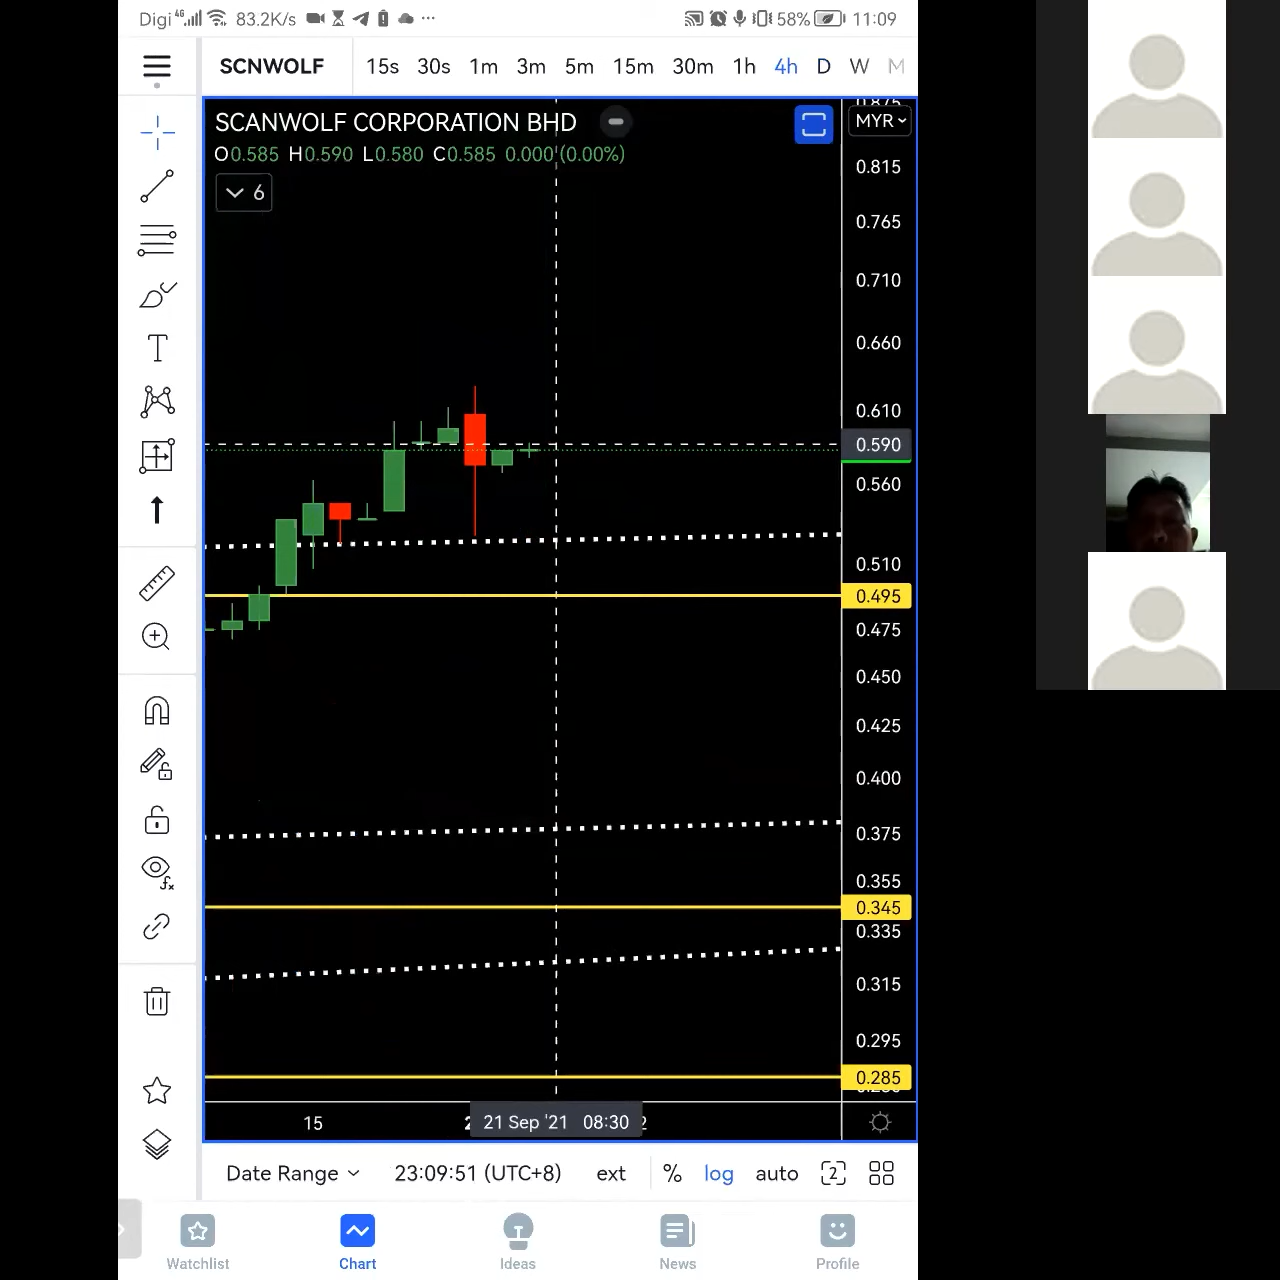 Digi 4G 83.2K/s ··· 58% 11:09
SCNWOLF 15s 30s 1m 3m 5m 15m 30m 1h 4h D W M
SCANWOLF CORPORATION BHD
MYR
O0.585 H0.590 L0.580 C0.585 0.000 (0.00%)
6
0.815
0.765
0.710
0.660
0.610
0.590
0.560
0.510
0.495
0.475
0.450
0.425
0.400
0.375
0.355
0.345
0.335
0.315
0.295
0.285
15 21 Sep '21 08:30
Date Range 23:09:51 (UTC+8) ext % log auto 2
Watchlist Chart Ideas News Profile